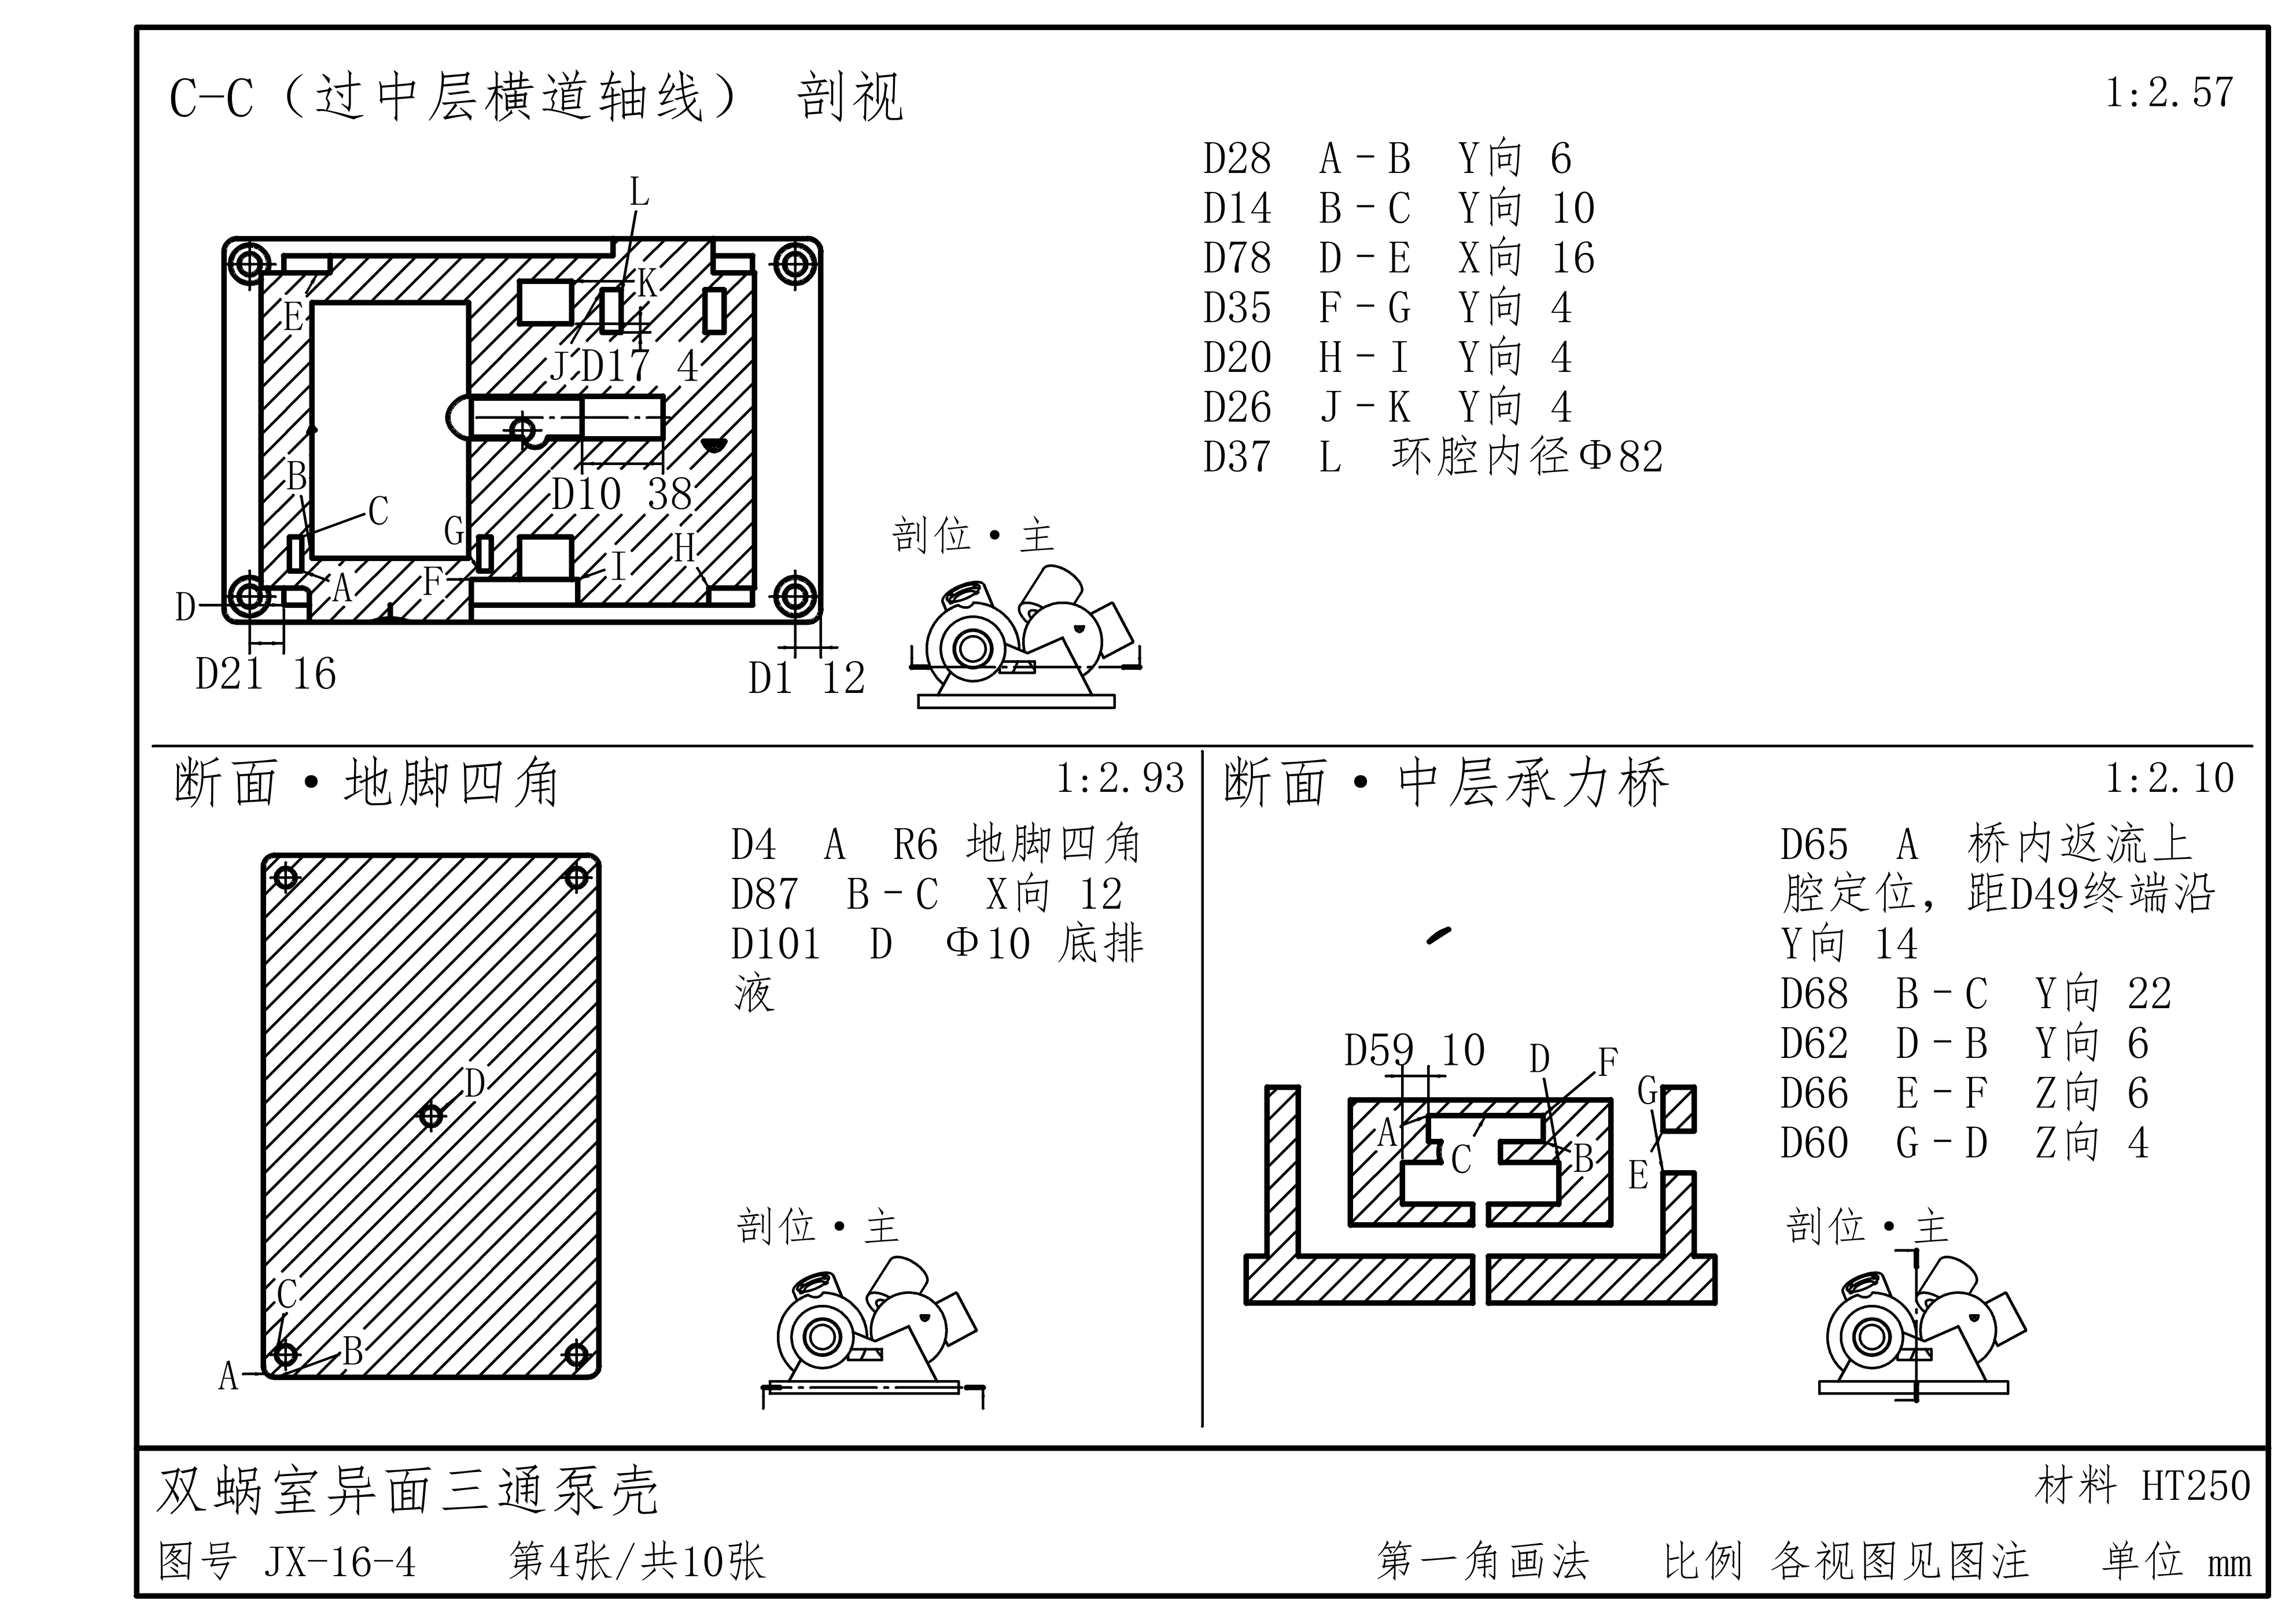 C-C（过中层横道轴线） 剖视
1:2.57
D28 A-B Y向 6
D14 B-C Y向 10
D78 D-E X向 16
D35 F-G Y向 4
D20 H-I Y向 4
D26 J-K Y向 4
D37 L 环腔内径Φ82
L
K
E
J
D17 4
B
C
D10 38
G
H
I
F
A
D
D21 16
D1 12
剖位·主
断面·地脚四角
1:2.93
D4 A R6 地脚四角
D87 B-C X向 12
D101 D Φ10 底排
液
D
C
B
A
剖位·主
断面·中层承力桥
1:2.10
D65 A 桥内返流上
腔定位，距D49终端沿
Y向 14
D68 B-C Y向 22
D62 D-B Y向 6
D66 E-F Z向 6
D60 G-D Z向 4
D59 10
D
F
G
A
C
B
E
剖位·主
双蜗室异面三通泵壳
材料 HT250
图号 JX-16-4 第4张/共10张
第一角画法 比例 各视图见图注 单位 mm